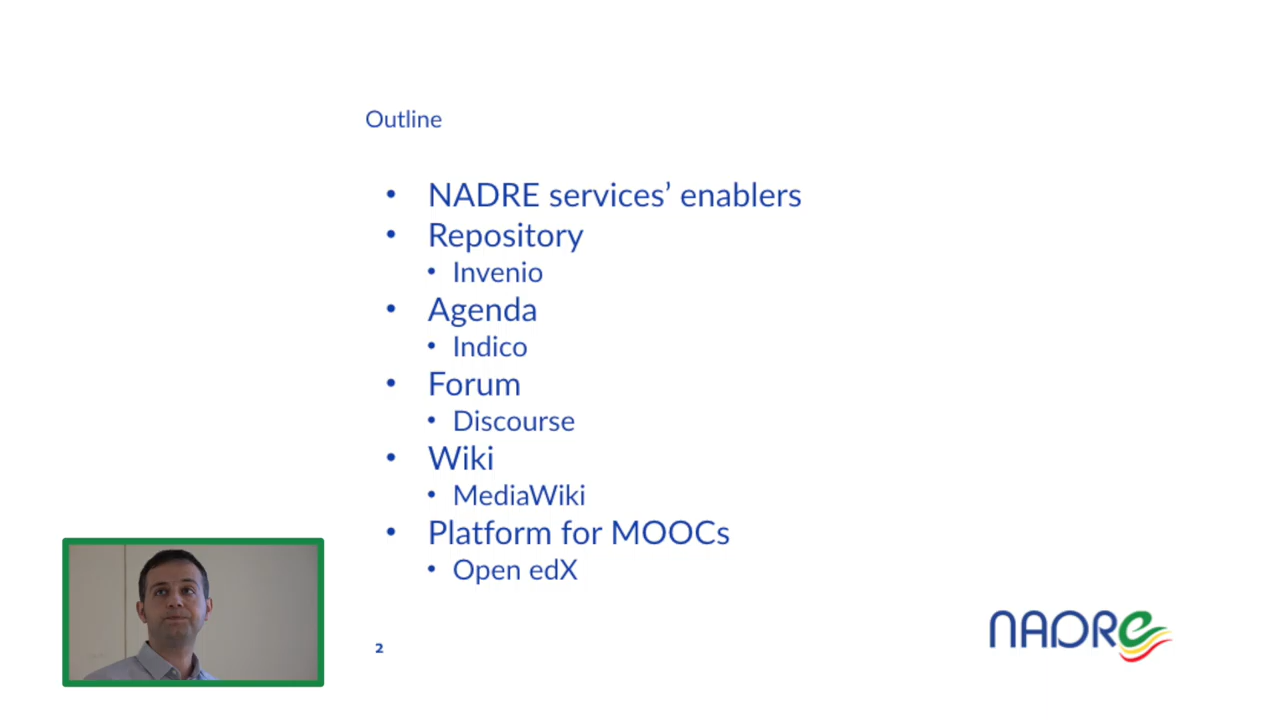 Outline
• NADRE services’ enablers
• Repository
• Invenio
• Agenda
• Indico
• Forum
• Discourse
• Wiki
• MediaWiki
• Platform for MOOCs
• Open edX
2
NADRe